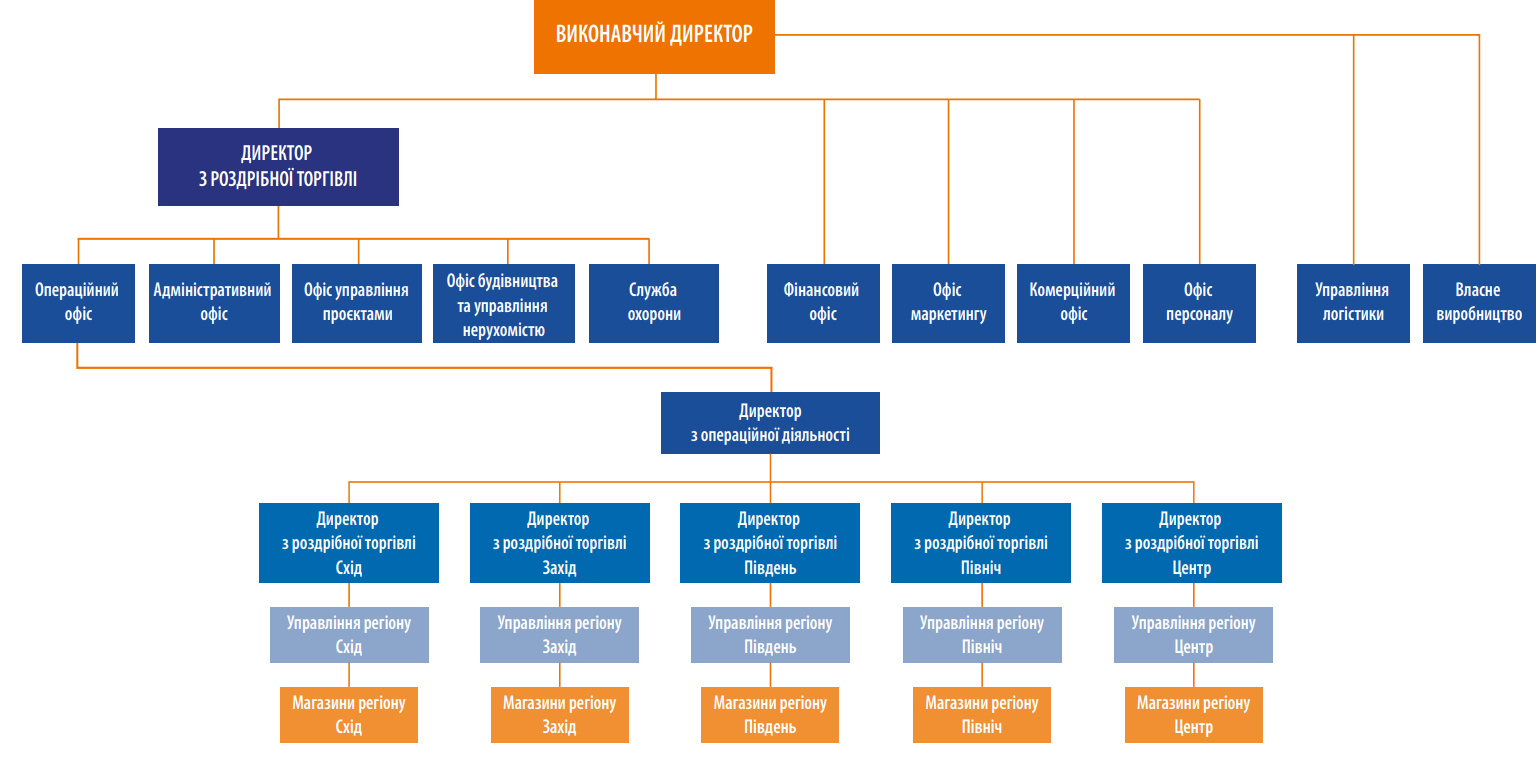 ВИКОНАВЧИЙ ДИРЕКТОР
ДИРЕКТОР
З РОЗДРІБНОЇ ТОРГІВЛІ
Операційний
офіс
Адміністративний
офіс
Офіс управління
проєктами
Офіс будівництва
та управління
нерухомістю
Служба
охорони
Фінансовий
офіс
Офіс
маркетингу
Комерційний
офіс
Офіс
персоналу
Управління
логістики
Власне
виробництво
Директор
з операційної діяльності
Директор
з роздрібної торгівлі
Схід
Директор
з роздрібної торгівлі
Захід
Директор
з роздрібної торгівлі
Південь
Директор
з роздрібної торгівлі
Північ
Директор
з роздрібної торгівлі
Центр
Управління регіону
Схід
Управління регіону
Захід
Управління регіону
Південь
Управління регіону
Північ
Управління регіону
Центр
Магазини регіону
Схід
Магазини регіону
Захід
Магазини регіону
Південь
Магазини регіону
Північ
Магазини регіону
Центр